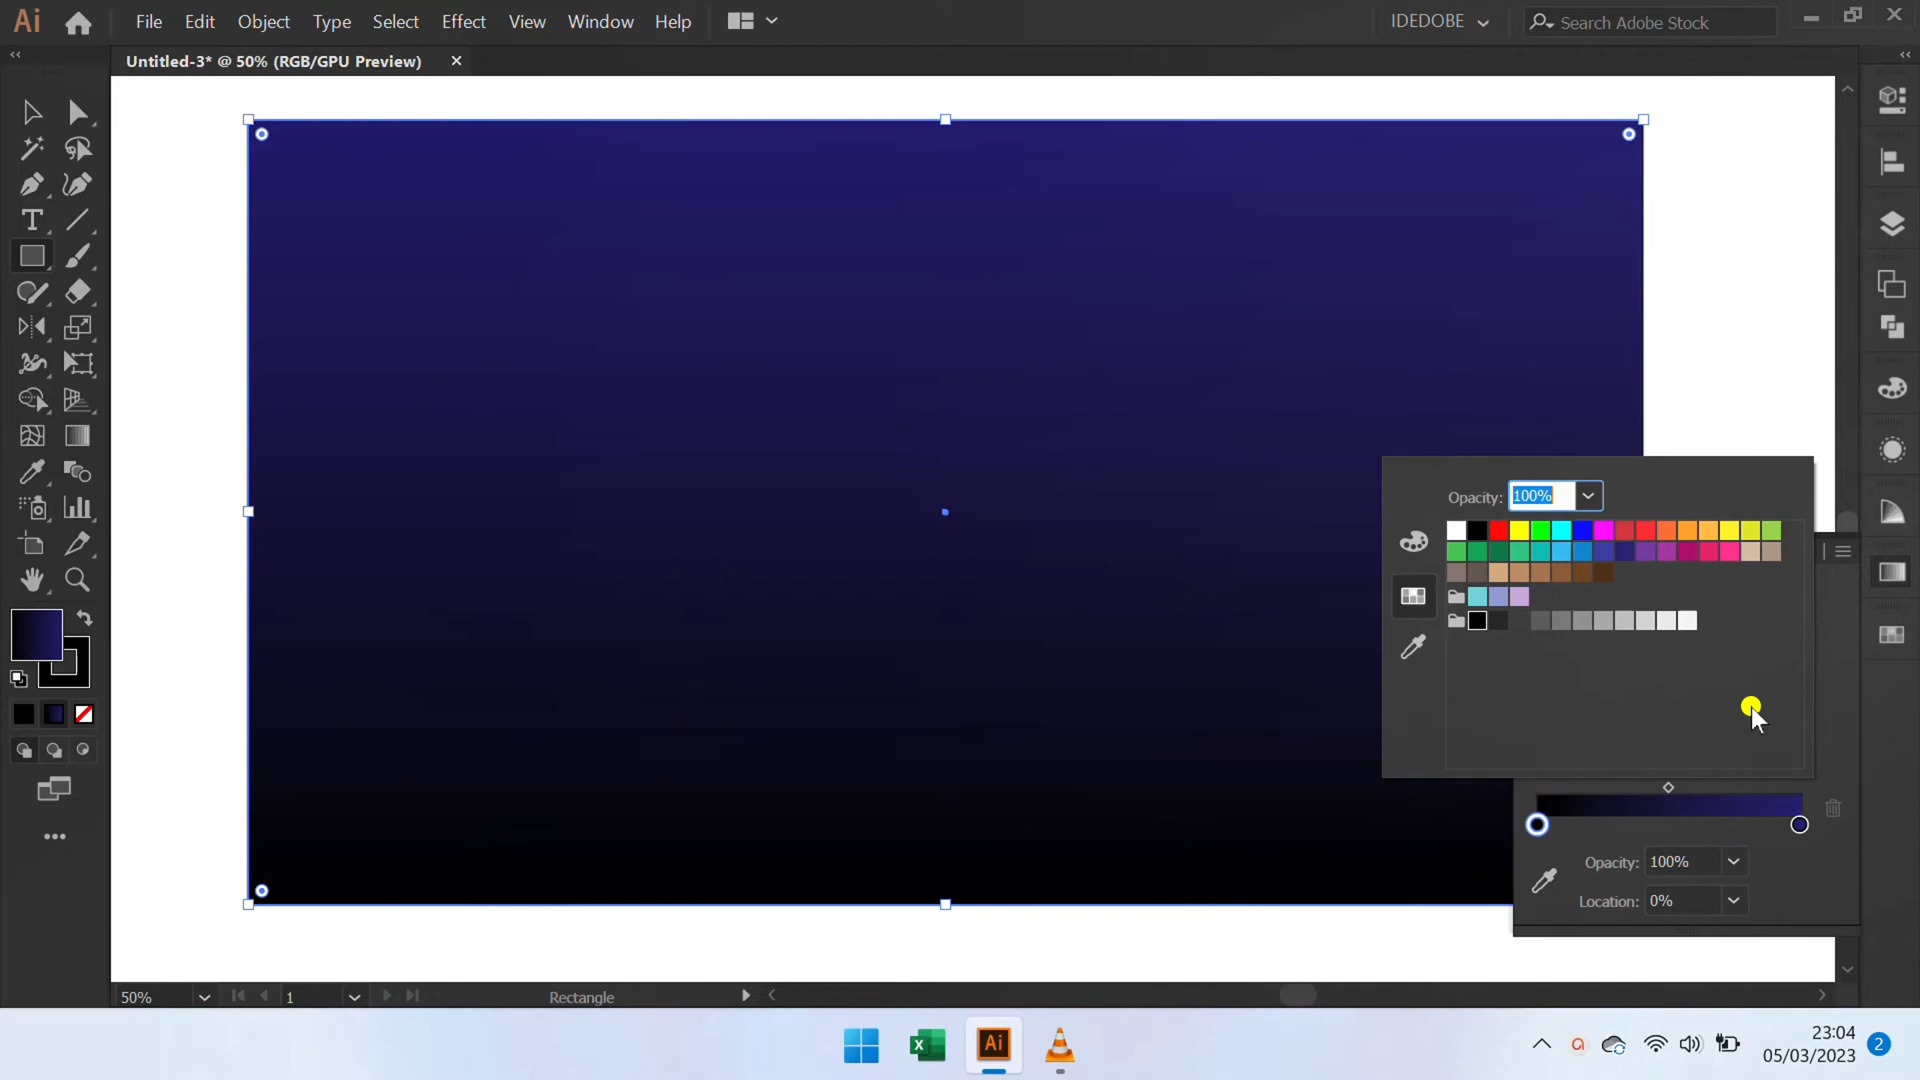 Ai File Edit Object Type Select Effect View Window Help IDEDOBE Search Adobe Stock
Untitled-3* @ 50% (RGB/GPU Preview)
Opacity: 100%
Opacity: 100%
Location: 0%
50% 1 Rectangle
Ai
23:04
05/03/2023 2